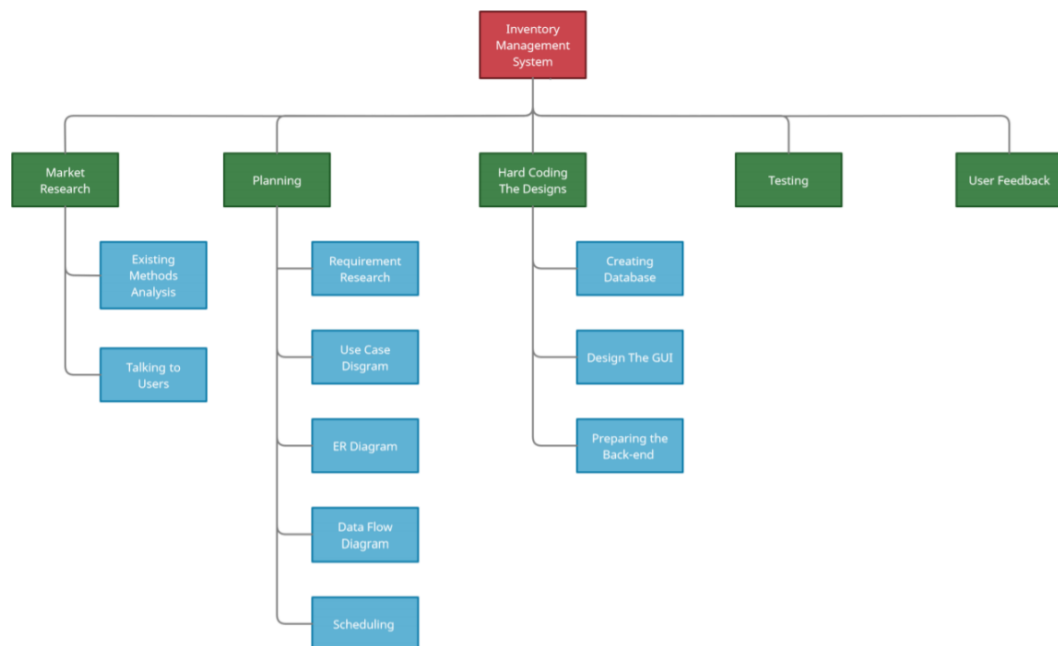 Inventory
Management
System
Market
Research
Planning
Hard Coding
The Designs
Testing
User Feedback
Existing
Methods
Analysis
Talking to
Users
Requirement
Research
Use Case
Disgram
ER Diagram
Data Flow
Diagram
Scheduling
Creating
Database
Design The GUI
Preparing the
Back-end